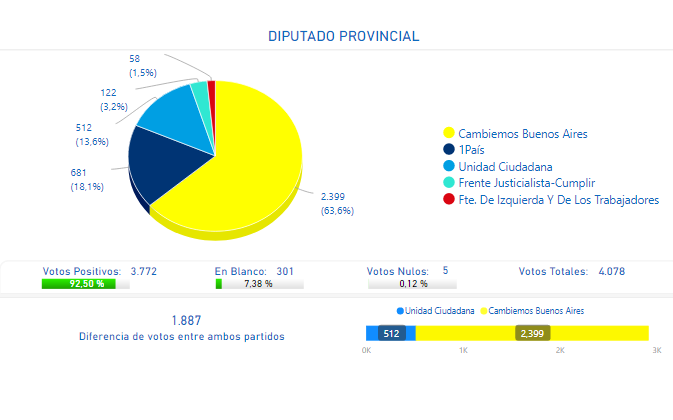 DIPUTADO PROVINCIAL
58
(1,5%)
122
(3,2%)
512
(13,6%)
681
(18,1%)
2.399
(63,6%)
Cambiemos Buenos Aires
1País
Unidad Ciudadana
Frente Justicialista-Cumplir
Fte. De Izquierda Y De Los Trabajadores
Votos Positivos: 3.772
92,50 %
En Blanco: 301
7,38 %
Votos Nulos: 5
0,12 %
Votos Totales: 4.078
1.887
Diferencia de votos entre ambos partidos
Unidad Ciudadana Cambiemos Buenos Aires
512 2,399
0K 1K 2K 3K